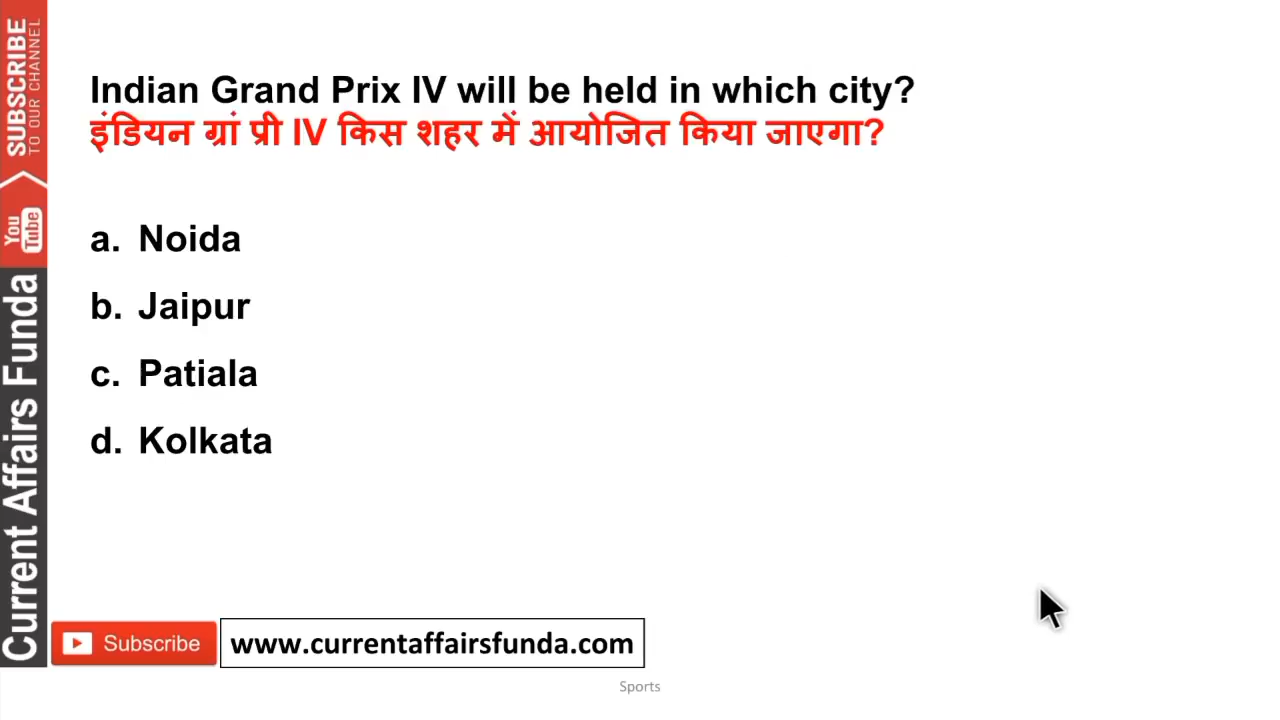 Indian Grand Prix IV will be held in which city?
इंडियन ग्रां प्री IV किस शहर में आयोजित किया जाएगा?
a. Noida
b. Jaipur
c. Patiala
d. Kolkata
SUBSCRIBE
TO OUR CHANNEL
You
Tube
Current Affairs Funda
Subscribe
www.currentaffairsfunda.com
Sports